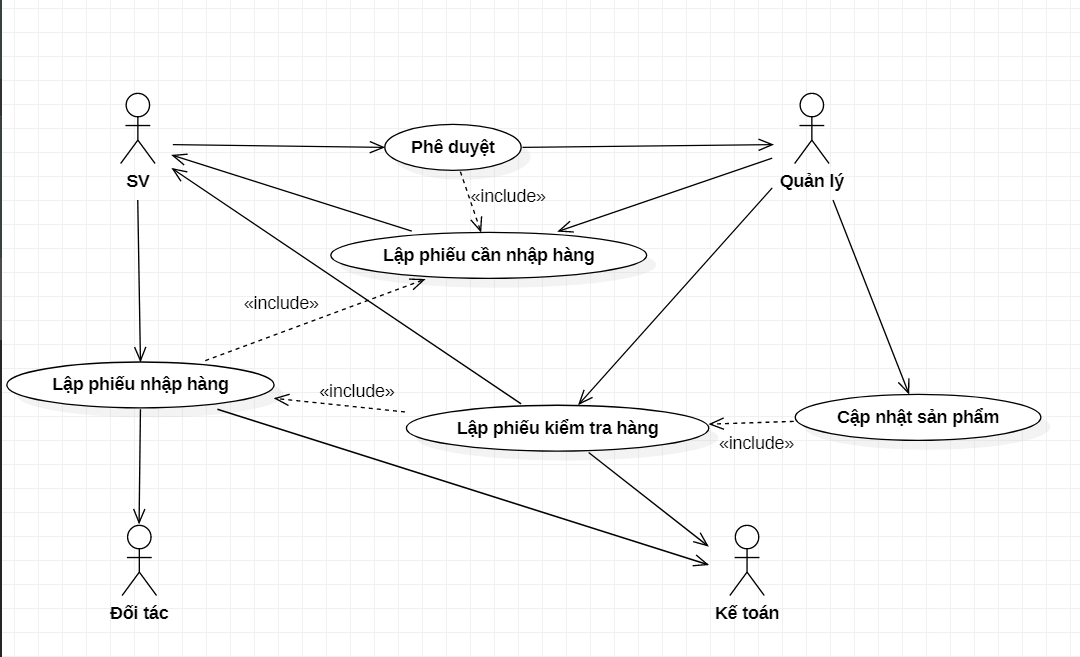 Phê duyệt
SV
Quản lý
«include»
Lập phiếu cần nhập hàng
«include»
Lập phiếu nhập hàng
«include»
Lập phiếu kiểm tra hàng
Cập nhật sản phẩm
«include»
Đối tác
Kế toán